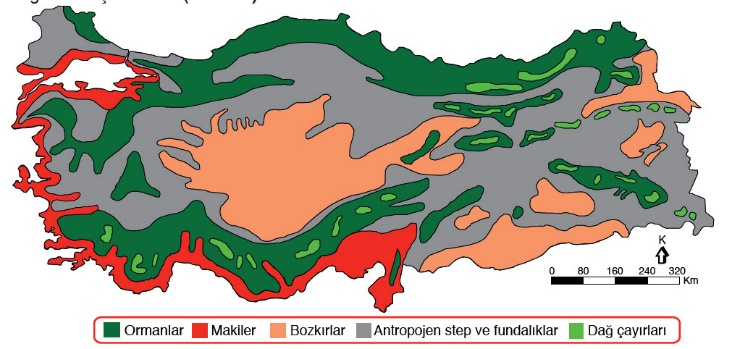 K
0 80 160 240 320
Km
Ormanlar Makiler Bozkırlar Antropojen step ve fundalıklar Dağ çayırları